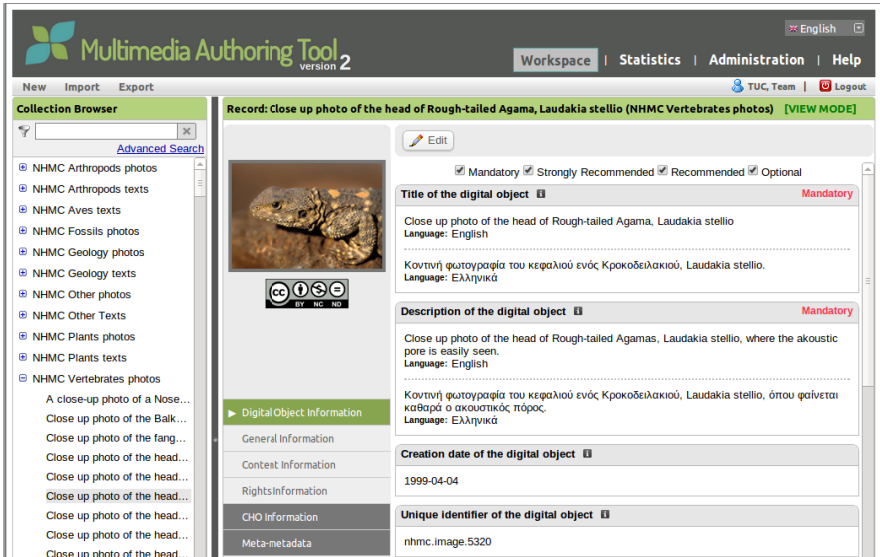 Multimedia Authoring Tool
version 2
English
Workspace | Statistics | Administration | Help
New Import Export
TUC, Team | Logout
Collection Browser
Advanced Search
NHMC Arthropods photos
NHMC Arthropods texts
NHMC Aves texts
NHMC Fossils photos
NHMC Geology photos
NHMC Geology texts
NHMC Other photos
NHMC Other Texts
NHMC Plants photos
NHMC Plants texts
NHMC Vertebrates photos
A close-up photo of a Nose...
Close up photo of the Balk...
Close up photo of the fang...
Close up photo of the head...
Close up photo of the head...
Close up photo of the head...
Close up photo of the head...
Close up photo of the head...
Close up photo of the head...
Record: Close up photo of the head of Rough-tailed Agama, Laudakia stellio (NHMC Vertebrates photos) [VIEW MODE]
cc
BY NC ND
DigitalObject Information
General Information
Content Information
RightsInformation
CHO Information
Meta-metadata
Edit
Mandatory Strongly Recommended Recommended Optional
Title of the digital object Mandatory
Close up photo of the head of Rough-tailed Agama, Laudakia stellio
Language: English
Κοντινή φωτογραφία του κεφαλιού ενός Κροκοδειλακιού, Laudakia stellio.
Language: Ελληνικά
Description of the digital object Mandatory
Close up photo of the head of Rough-tailed Agamas, Laudakia stellio, where the akoustic
pore is easily seen.
Language: English
Κοντινή φωτογραφία του κεφαλιού ενός Κροκοδειλακιού, Laudakia stellio, όπου φαίνεται
καθαρά ο ακουστικός πόρος.
Language: Ελληνικά
Creation date of the digital object
1999-04-04
Unique identifier of the digital object
nhmc.image.5320